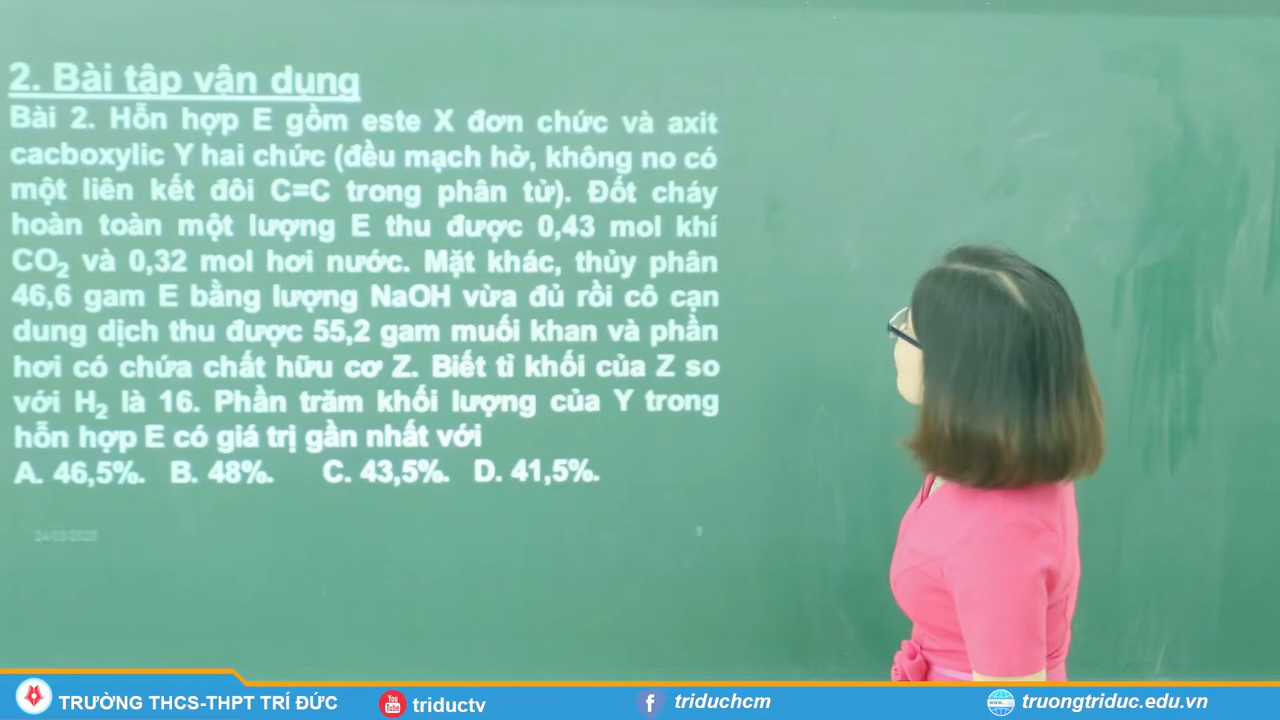 2. Bài tập vận dụng
Bài 2. Hỗn hợp E gồm este X đơn chức và axit
cacboxylic Y hai chức (đều mạch hở, không no có
một liên kết đôi C=C trong phân tử). Đốt cháy
hoàn toàn một lượng E thu được 0,43 mol khí
CO₂ và 0,32 mol hơi nước. Mặt khác, thủy phân
46,6 gam E bằng lượng NaOH vừa đủ rồi cô cạn
dung dịch thu được 55,2 gam muối khan và phần
hơi có chứa chất hữu cơ Z. Biết tỉ khối của Z so
với H₂ là 16. Phần trăm khối lượng của Y trong
hỗn hợp E có giá trị gần nhất với
A. 46,5%. B. 48%. C. 43,5%. D. 41,5%.
24/03/2020
TRƯỜNG THCS-THPT TRÍ ĐỨC
You Tube
triductv
f triduchcm
truongtriduc.edu.vn